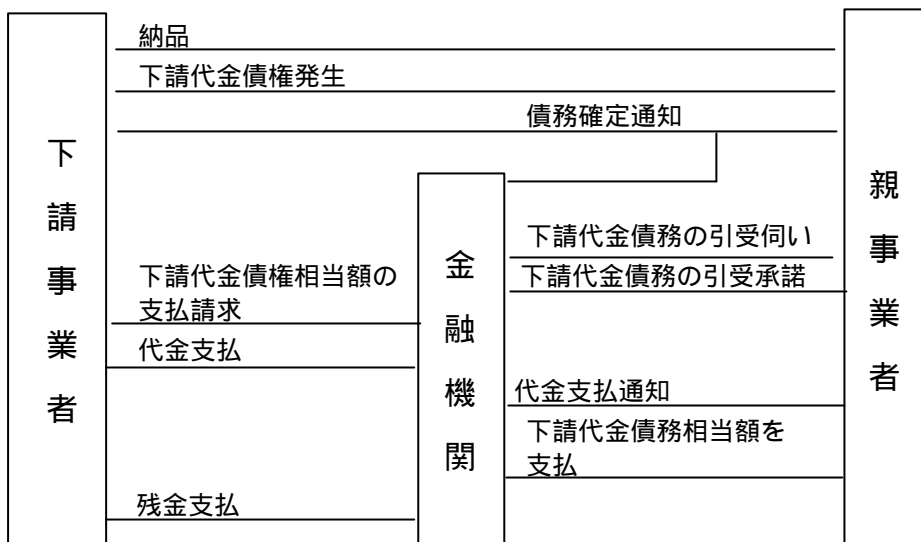 納品
下請代金債権発生
債務確定通知
下請事業者
金融機関
親事業者
下請代金債務の引受伺い
下請代金債務の引受承諾
下請代金債権相当額の
支払請求
代金支払
代金支払通知
下請代金債務相当額を
支払
残金支払